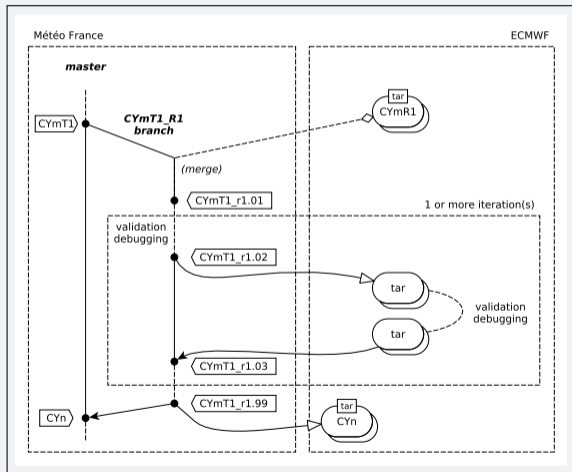 Météo France
ECMWF
master
CYmT1
CYmT1_R1
branch
tar
CYmR1
(merge)
CYmT1_r1.01
1 or more iteration(s)
validation
debugging
CYmT1_r1.02
tar
validation
debugging
tar
CYmT1_r1.03
CYmT1_r1.99
CYn
tar
CYn